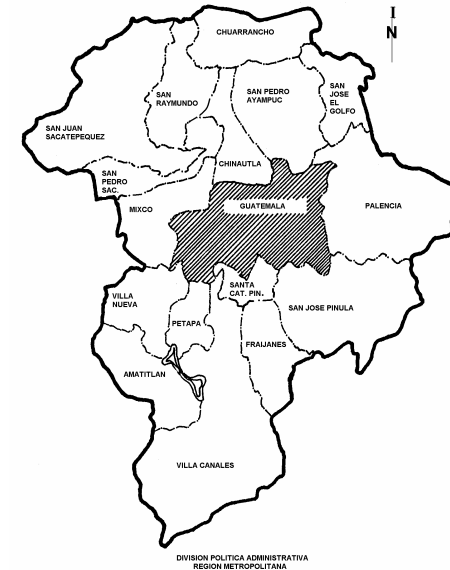 I
N
CHUARRANCHO
SAN
RAYMUNDO
SAN PEDRO
AYAMPUC
SAN
JOSE
EL
GOLFO
SAN JUAN
SACATEPEQUEZ
CHINAUTLA
SAN
PEDRO
SAC.
MIXCO
GUATEMALA
PALENCIA
SANTA
CAT. PIN.
VILLA
NUEVA
SAN JOSE PINULA
PETAPA
FRAIJANES
AMATITLAN
VILLA CANALES
DIVISION POLITICA ADMINISTRATIVA
REGION METROPOLITANA